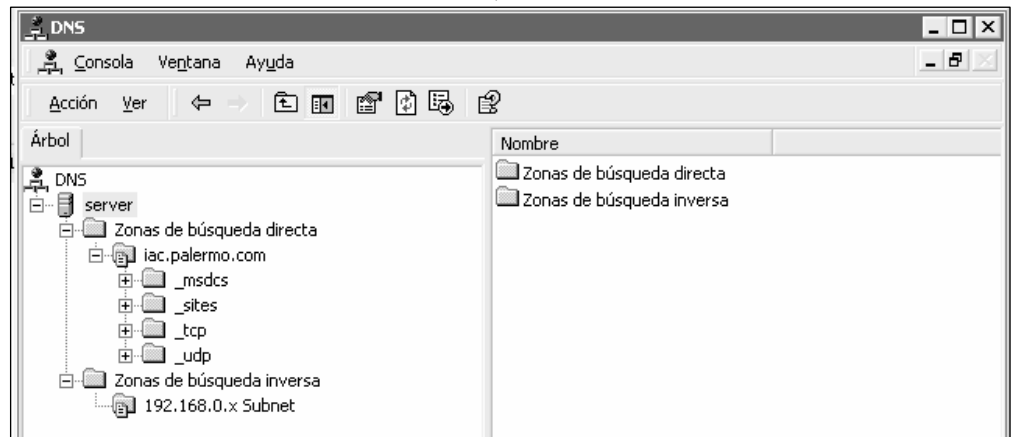 DNS
Consola Ventana Ayuda
Acción Ver
Árbol
Nombre
DNS
server
Zonas de búsqueda directa
iac.palermo.com
_msdcs
_sites
_tcp
_udp
Zonas de búsqueda inversa
192.168.0.x Subnet
Zonas de búsqueda directa
Zonas de búsqueda inversa